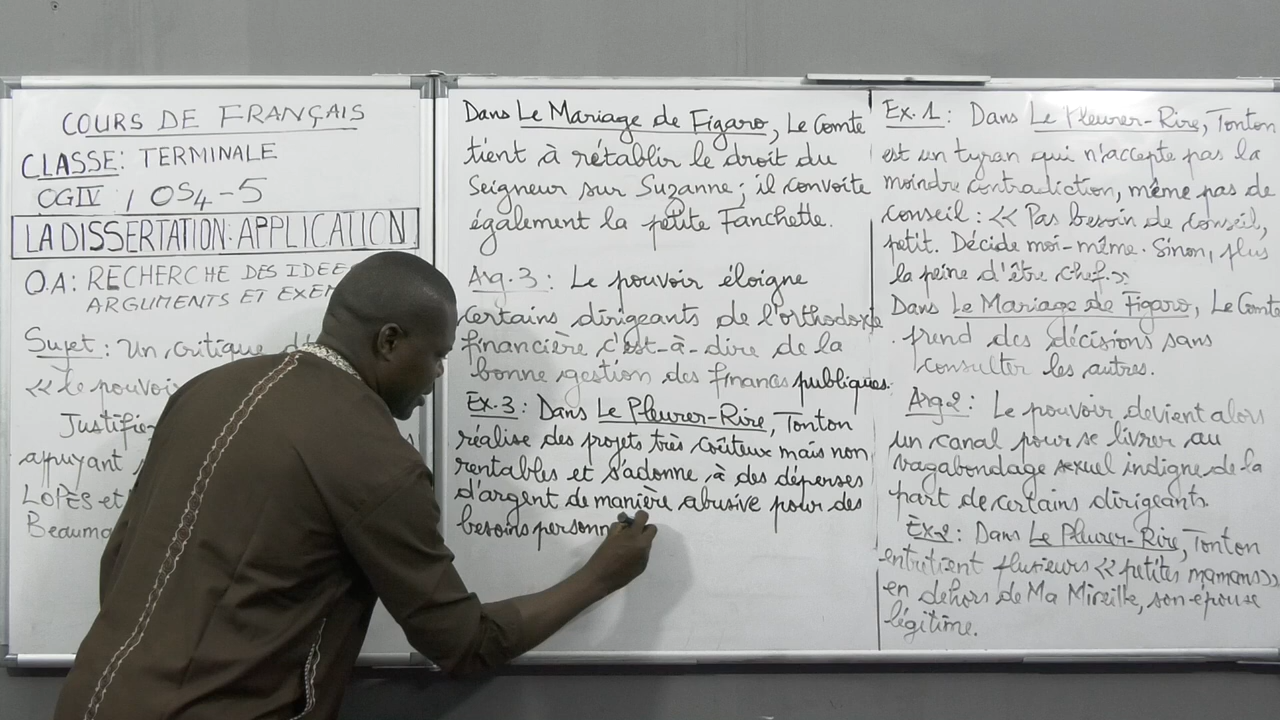 COURS DE FRANÇAIS
CLASSE: TERMINALE
OGIV / OS4-5
LA DISSERTATION: APPLICATION
O.A: RECHERCHE DES IDEE
ARGUMENTS ET EXEM
Sujet: Un critique
<< le pouvoir
Justifie
appuyant
LOPÈS et
Beauma
Dans Le Mariage de Figaro, Le Comte
tient à rétablir le droit du
Seigneur sur Suzanne; il convoite
également la petite Fanchette.
Arg. 3: Le pouvoir éloigne
certains dirigeants de l'orthodoxie
financière c'est-à-dire de la
bonne gestion des finances publiques.
Ex. 3: Dans Le Pleurer-Rire, Tonton
réalise des projets très coûteux mais non
rentables et s'adonne à des dépenses
d'argent de manière abusive pour des
besoins personn
Ex. 1: Dans Le Pleurer-Rire, Tonton
est un tyran qui n'accepte pas la
moindre contradiction, même pas de
conseil: << Pas besoin de conseil,
petit. Décide moi-même. Sinon, plus
la peine d'être chef.>>
Dans Le Mariage de Figaro, Le Comte
prend des décisions sans
consulter les autres.
Arg 2: Le pouvoir devient alors
un canal pour se livrer au
vagabondage sexuel indigne de la
part de certains dirigeants.
Ex-2: Dans Le Pleurer-Rire, Tonton
entretient plusieurs << petites mamans>>
en dehors de Ma Mireille, son épouse
légitime.